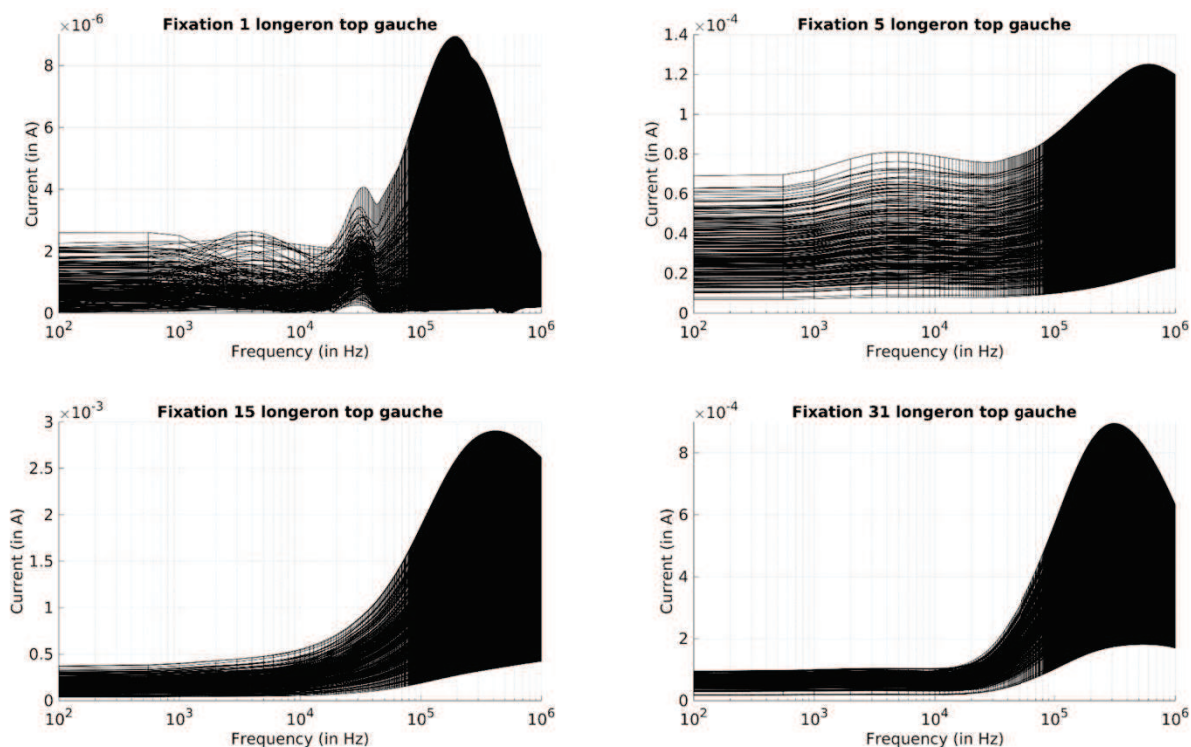 Fixation 1 longeron top gauche
×10⁻⁶
8
6
4
2
0
Current (in A)
10² 10³ 10⁴ 10⁵ 10⁶
Frequency (in Hz)
Fixation 5 longeron top gauche
×10⁻⁴
1.4
1.2
1
0.8
0.6
0.4
0.2
0
Current (in A)
10² 10³ 10⁴ 10⁵ 10⁶
Frequency (in Hz)
Fixation 15 longeron top gauche
×10⁻³
3
2.5
2
1.5
1
0.5
0
Current (in A)
10² 10³ 10⁴ 10⁵ 10⁶
Frequency (in Hz)
Fixation 31 longeron top gauche
×10⁻⁴
8
6
4
2
0
Current (in A)
10² 10³ 10⁴ 10⁵ 10⁶
Frequency (in Hz)